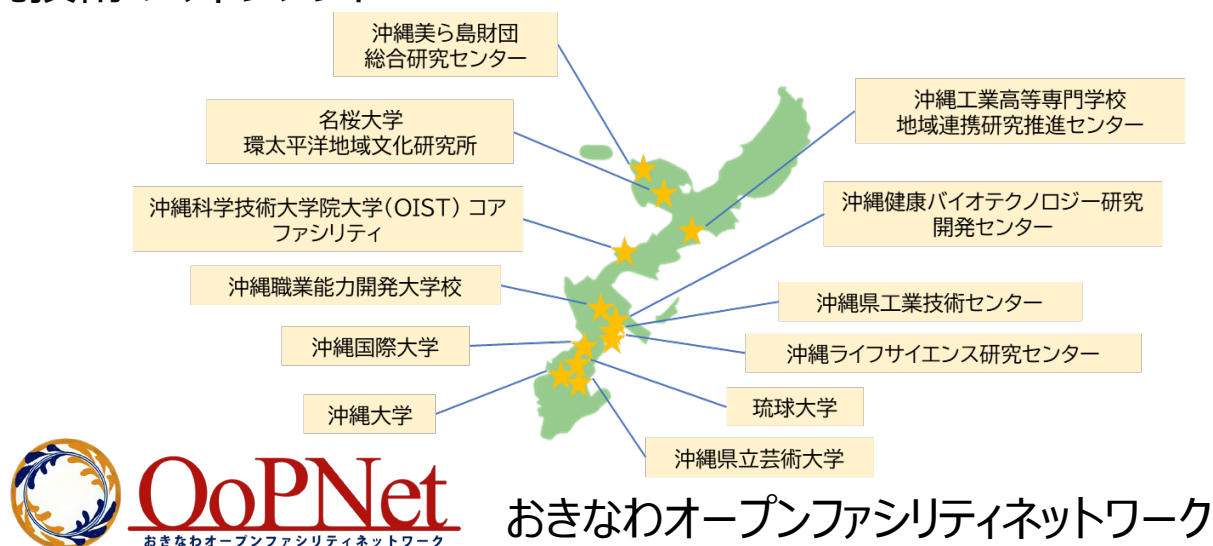 沖縄美ら島財団
総合研究センター
沖縄工業高等専門学校
地域連携研究推進センター
名桜大学
環太平洋地域文化研究所
沖縄科学技術大学院大学(OIST) コア
ファシリティ
沖縄健康バイオテクノロジー研究
開発センター
沖縄職業能力開発大学校
沖縄県工業技術センター
沖縄国際大学
沖縄ライフサイエンス研究センター
沖縄大学
琉球大学
沖縄県立芸術大学
OoPNet
おきなわオープンファシリティネットワーク
おきなわオープンファシリティネットワーク